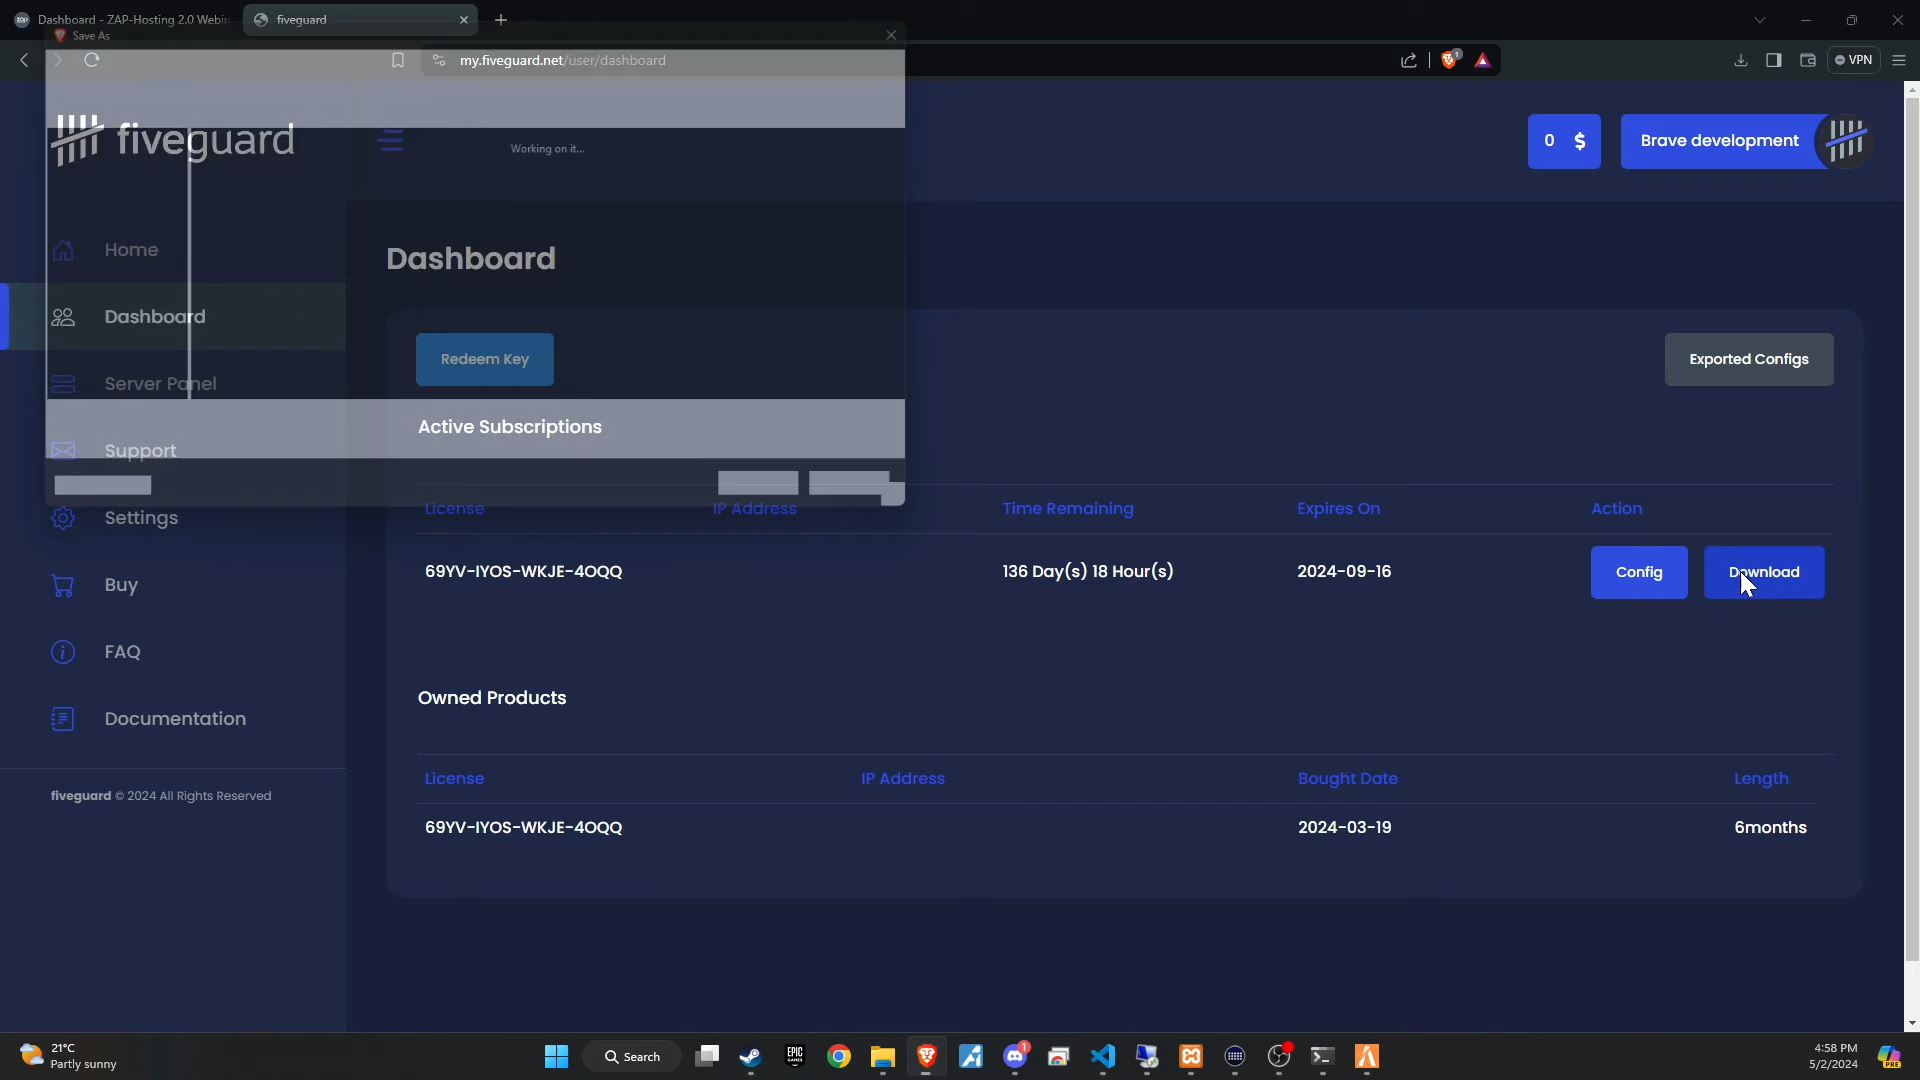 Dashboard - ZAP-Hosting 2.0 Webin
fiveguard
Save As
my.fiveguard.net/user/dashboard
VPN
fiveguard
Working on it...
0 $
Brave development
Home
Dashboard
Server Panel
Support
Settings
Buy
FAQ
Documentation
fiveguard © 2024 All Rights Reserved
Dashboard
Redeem Key
Exported Configs
Active Subscriptions
License IP Address Time Remaining Expires On Action
69YV-IYOS-WKJE-4OQQ 136 Day(s) 18 Hour(s) 2024-09-16 Config Download
Owned Products
License IP Address Bought Date Length
69YV-IYOS-WKJE-4OQQ 2024-03-19 6months
21°C
Partly sunny
Search
EPIC
GAMES
1
4:58 PM
5/2/2024
PRE